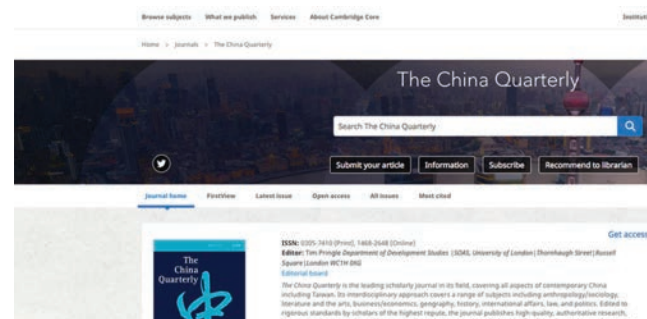 Browse subjects What we publish Services About Cambridge Core Institut
Home > Journals > The China Quarterly
The China Quarterly
Search The China Quarterly
Submit your article Information Subscribe Recommend to librarian
Journal home FirstView Latest issue Open access All issues Most cited
Get access
The
China
Quarterly
ISSN: 0305-7410 (Print), 1468-2648 (Online)
Editor: Tim Pringle Department of Development Studies | SOAS, University of London | Thornhaugh Street | Russell
Square | London WC1H 0XG
Editorial board
The China Quarterly is the leading scholarly journal in its field, covering all aspects of contemporary China
including Taiwan. Its interdisciplinary approach covers a range of subjects including anthropology/sociology,
literature and the arts, business/economics, geography, history, international affairs, law, and politics. Edited to
rigorous standards by scholars of the highest repute, the journal publishes high-quality, authoritative research,